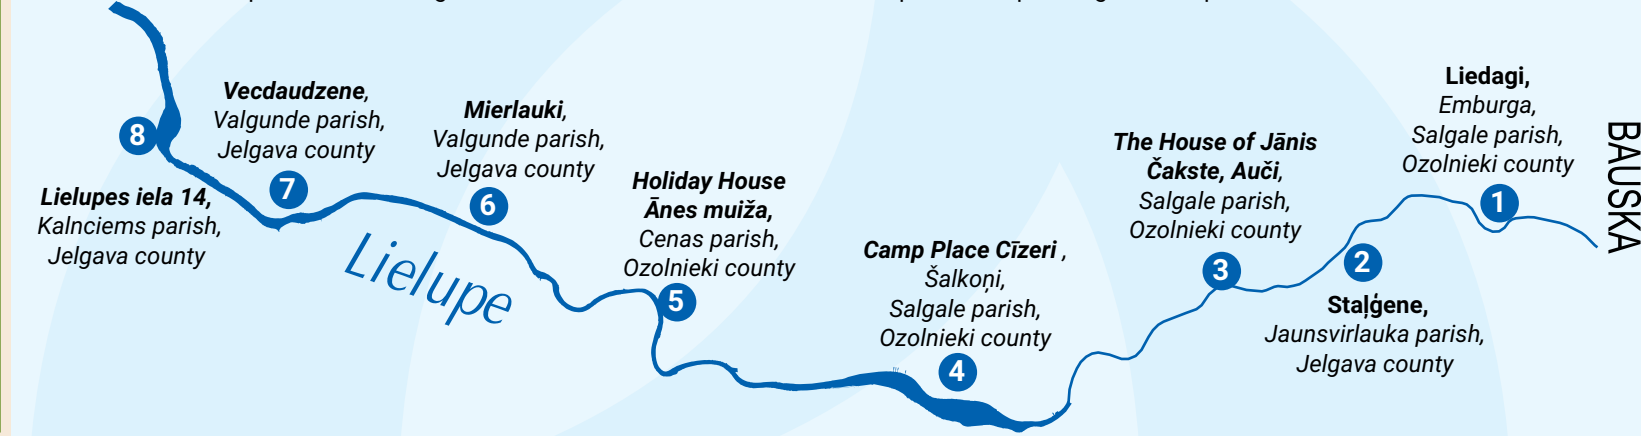 Liedagi,
Emburga,
Salgale parish,
Ozolnieki county
1
BAUSKA
2
Staļģene,
Jaunsvirlauka parish,
Jelgava county
The House of Jānis
Čakste, Auči,
Salgale parish,
Ozolnieki county
3
Camp Place Cīzeri ,
Šalkoņi,
Salgale parish,
Ozolnieki county
4
Holiday House
Ānes muiža,
Cenas parish,
Ozolnieki county
5
Mierlauki,
Valgunde parish,
Jelgava county
6
Vecdaudzene,
Valgunde parish,
Jelgava county
7
8
Lielupes iela 14,
Kalnciems parish,
Jelgava county
Lielupe